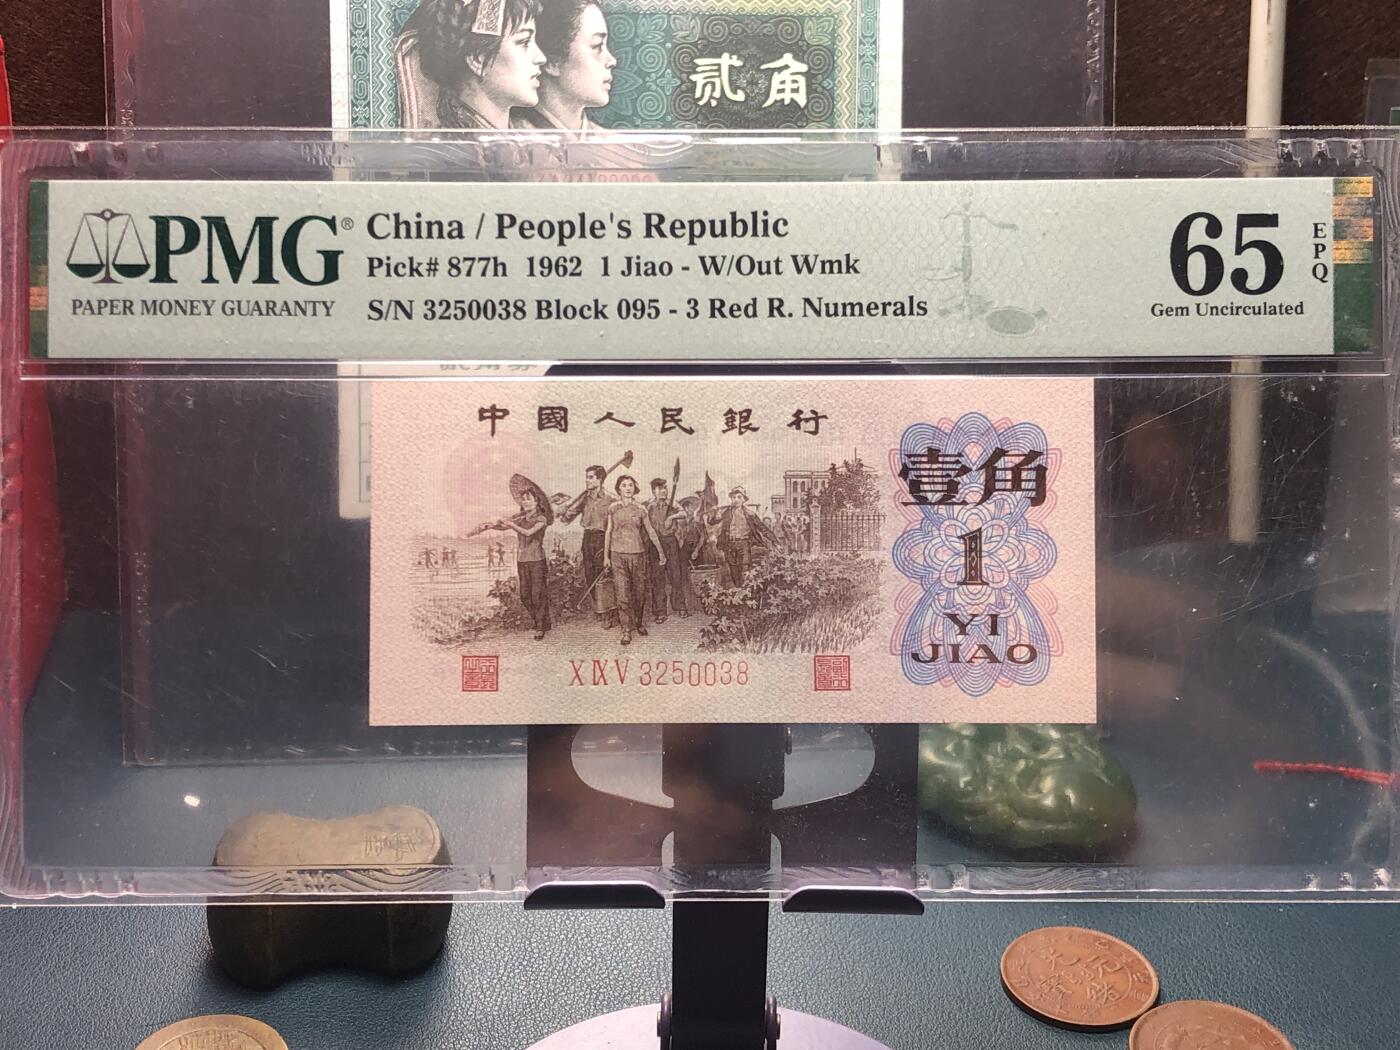 贰角
PMG®
PAPER MONEY GUARANTY
China / People's Republic
Pick# 877h 1962 1 Jiao - W/Out Wmk
S/N 3250038 Block 095 - 3 Red R. Numerals
65
EPQ
Gem Uncirculated
中國人民銀行
壹角
1
YI
JIAO
X IX V 3250038